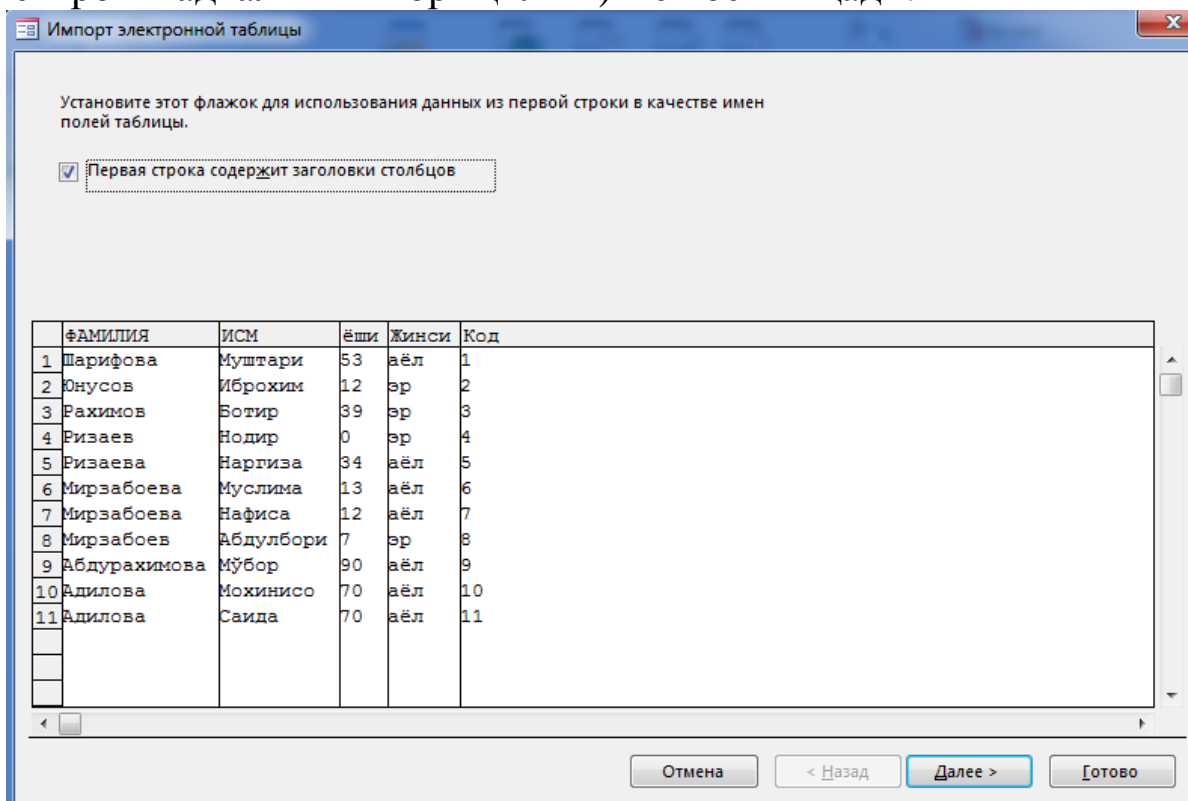 Импорт электронной таблицы
Установите этот флажок для использования данных из первой строки в качестве имен
полей таблицы.
Первая строка содержит заголовки столбцов
ФАМИЛИЯ ИСМ ёши Жинси Код
1 Шарифова Муштари 53 аёл 1
2 Юнусов Иброхим 12 эр 2
3 Рахимов Ботир 39 эр 3
4 Ризаев Нодир 0 эр 4
5 Ризаева Наргиза 34 аёл 5
6 Мирзабоева Муслима 13 аёл 6
7 Мирзабоева Нафиса 12 аёл 7
8 Мирзабоев Абдулбори 7 эр 8
9 Абдурахимова Мўбор 90 аёл 9
10 Адилова Мохинисо 70 аёл 10
11 Адилова Саида 70 аёл 11
Отмена < Назад Далее > Готово